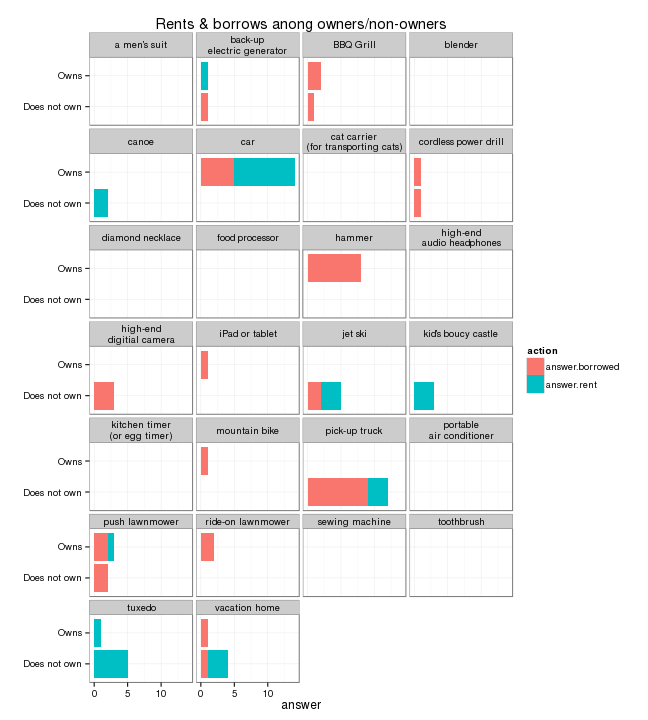 Rents & borrows among owners/non-owners
a men's suit
back-up
electric generator
BBQ Grill
blender
Owns
Does not own
canoe
car
cat carrier
(for transporting cats)
cordless power drill
Owns
Does not own
diamond necklace
food processor
hammer
high-end
audio headphones
Owns
Does not own
high-end
digitial camera
iPad or tablet
jet ski
kid's boucy castle
Owns
Does not own
action
answer.borrowed
answer.rent
kitchen timer
(or egg timer)
mountain bike
pick-up truck
portable
air conditioner
Owns
Does not own
push lawnmower
ride-on lawnmower
sewing machine
toothbrush
Owns
Does not own
tuxedo
vacation home
Owns
Does not own
0 5 10 0 5 10
answer